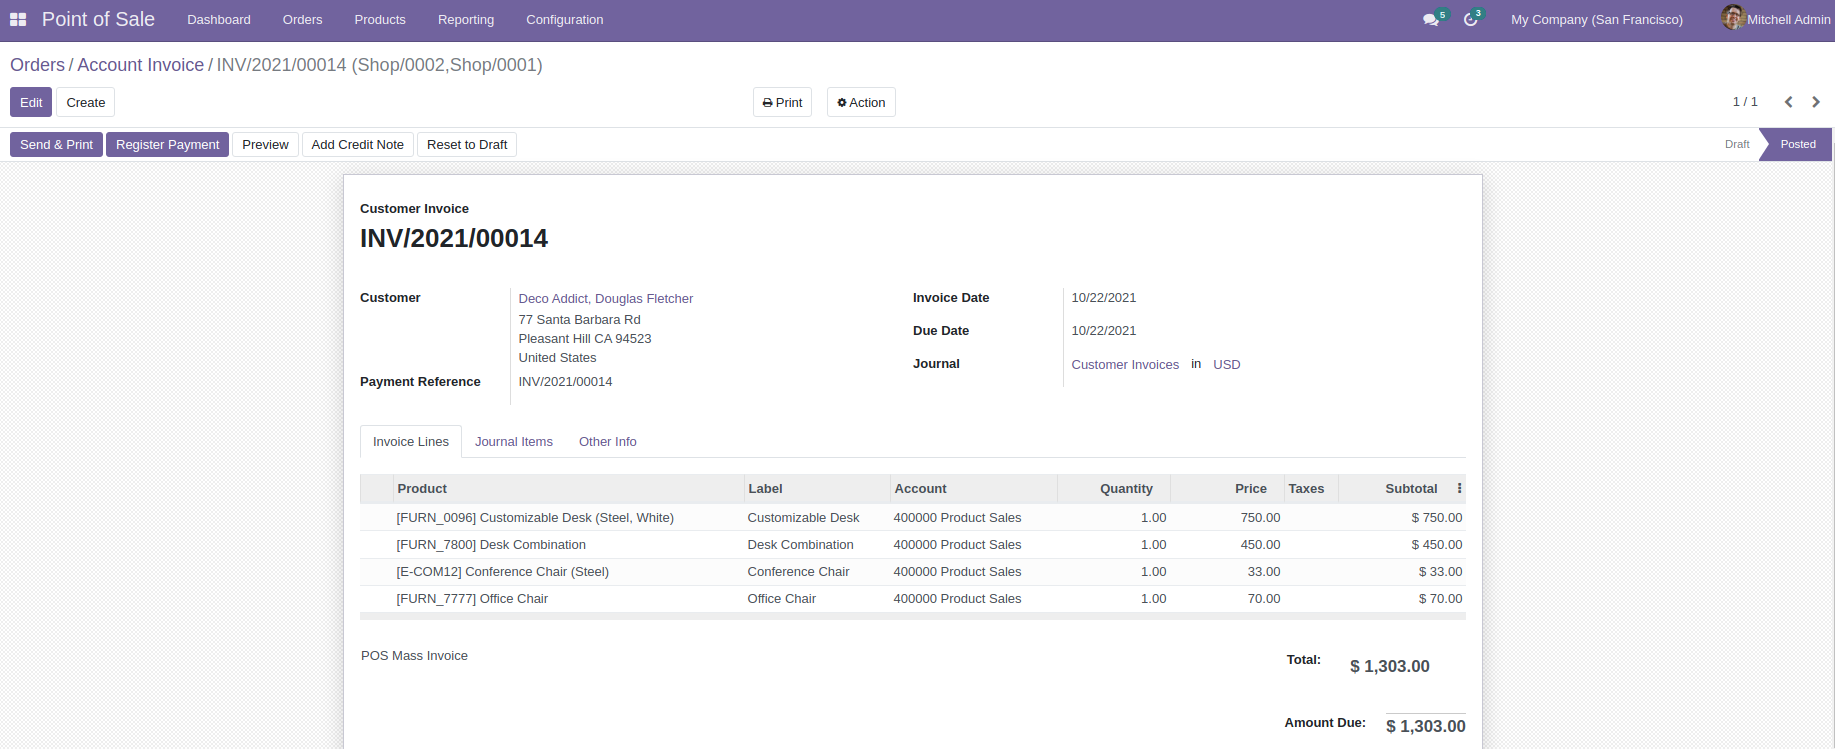 Point of Sale Dashboard Orders Products Reporting Configuration 5 3 My Company (San Francisco) Mitchell Admin
Orders / Account Invoice / INV/2021/00014 (Shop/0002,Shop/0001)
Edit Create Print Action 1 / 1
Send & Print Register Payment Preview Add Credit Note Reset to Draft Draft Posted
Customer Invoice
INV/2021/00014
Customer Deco Addict, Douglas Fletcher Invoice Date 10/22/2021
77 Santa Barbara Rd
Pleasant Hill CA 94523 Due Date 10/22/2021
United States Journal Customer Invoices in USD
Payment Reference INV/2021/00014
Invoice Lines Journal Items Other Info
Product Label Account Quantity Price Taxes Subtotal
[FURN_0096] Customizable Desk (Steel, White) Customizable Desk 400000 Product Sales 1.00 750.00 $ 750.00
[FURN_7800] Desk Combination Desk Combination 400000 Product Sales 1.00 450.00 $ 450.00
[E-COM12] Conference Chair (Steel) Conference Chair 400000 Product Sales 1.00 33.00 $ 33.00
[FURN_7777] Office Chair Office Chair 400000 Product Sales 1.00 70.00 $ 70.00
POS Mass Invoice Total: $ 1,303.00
Amount Due: $ 1,303.00